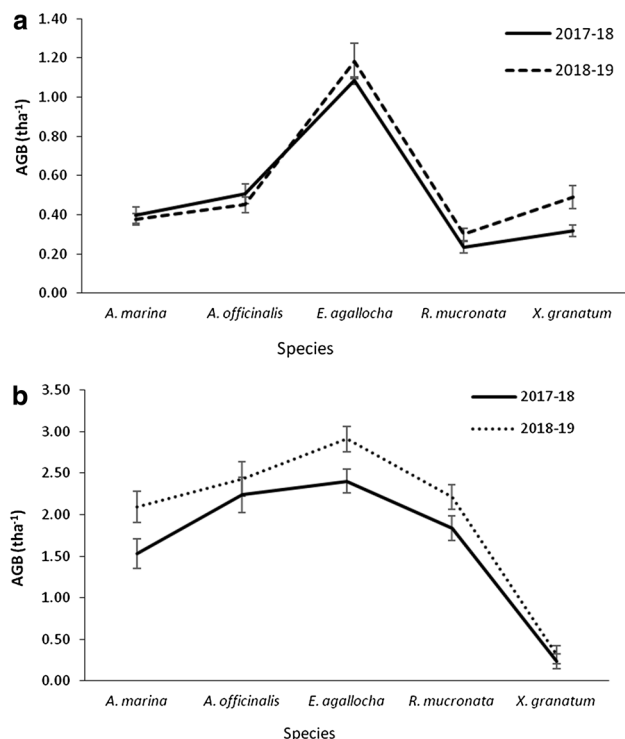 a
1.40
1.20
1.00
0.80
0.60
0.40
0.20
0.00
AGB (tha⁻¹)
2017-18
2018-19
A. marina A. officinalis E. agallocha R. mucronata X. granatum
Species
b
3.50
3.00
2.50
2.00
1.50
1.00
0.50
0.00
AGB (tha⁻¹)
2017-18
2018-19
A. marina A. officinalis E. agallocha R. mucronata X. granatum
Species